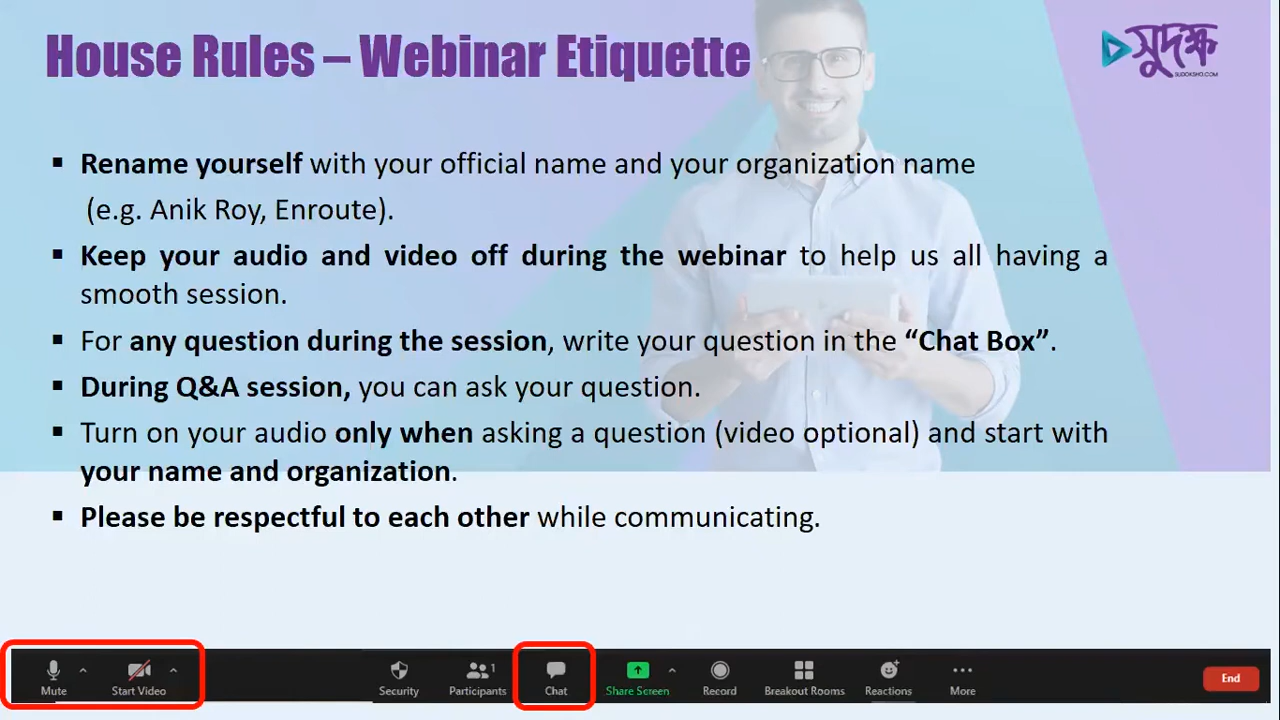 House Rules – Webinar Etiquette
সুদক্ষ
SUDOKSHO.COM
▪ Rename yourself with your official name and your organization name
(e.g. Anik Roy, Enroute).
▪ Keep your audio and video off during the webinar to help us all having a
smooth session.
▪ For any question during the session, write your question in the “Chat Box”.
▪ During Q&A session, you can ask your question.
▪ Turn on your audio only when asking a question (video optional) and start with
your name and organization.
▪ Please be respectful to each other while communicating.
Mute
Start Video
Security
Participants 1
Chat
Share Screen
Record
Breakout Rooms
Reactions
More
End